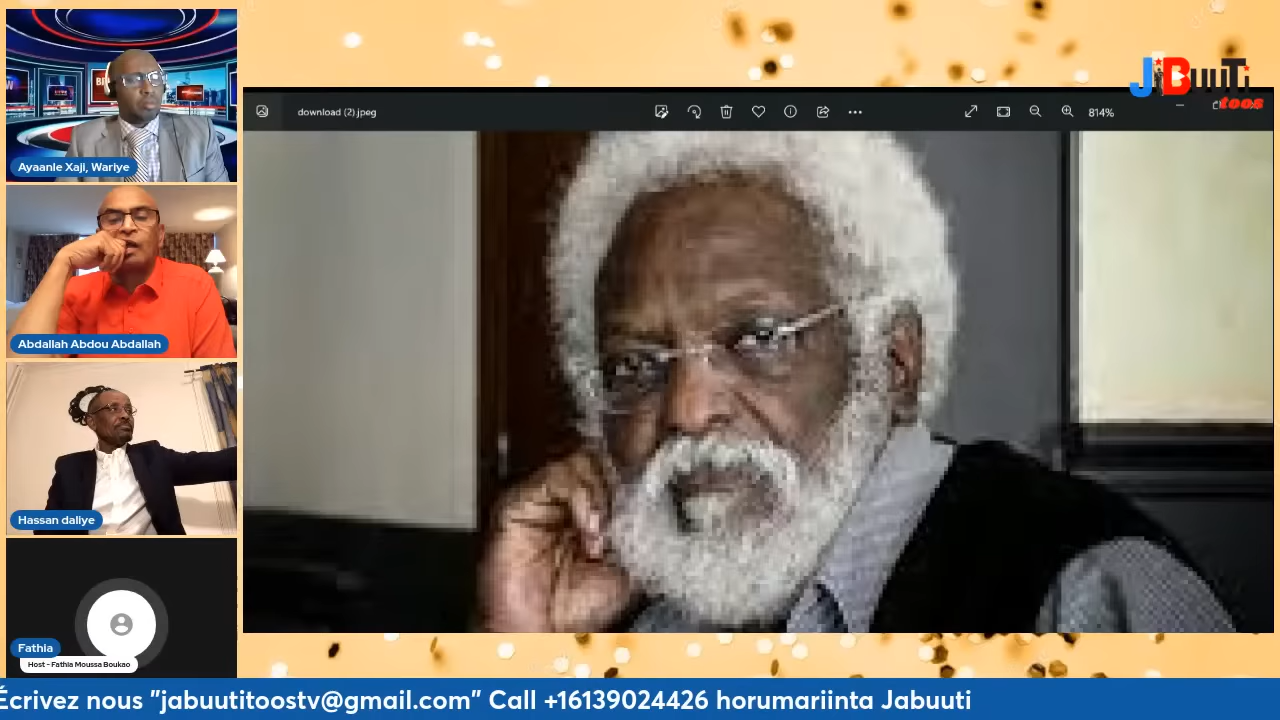 Ayaanle Xaji, Wariye
Abdallah Abdou Abdallah
Hassan daliye
Fathia
Host - Fathia Moussa Boukao
download (2).jpeg
814%
JiBuuTi
toos
Écrivez nous "jabuutitoostv@gmail.com" Call +16139024426 horumariinta Jabuuti